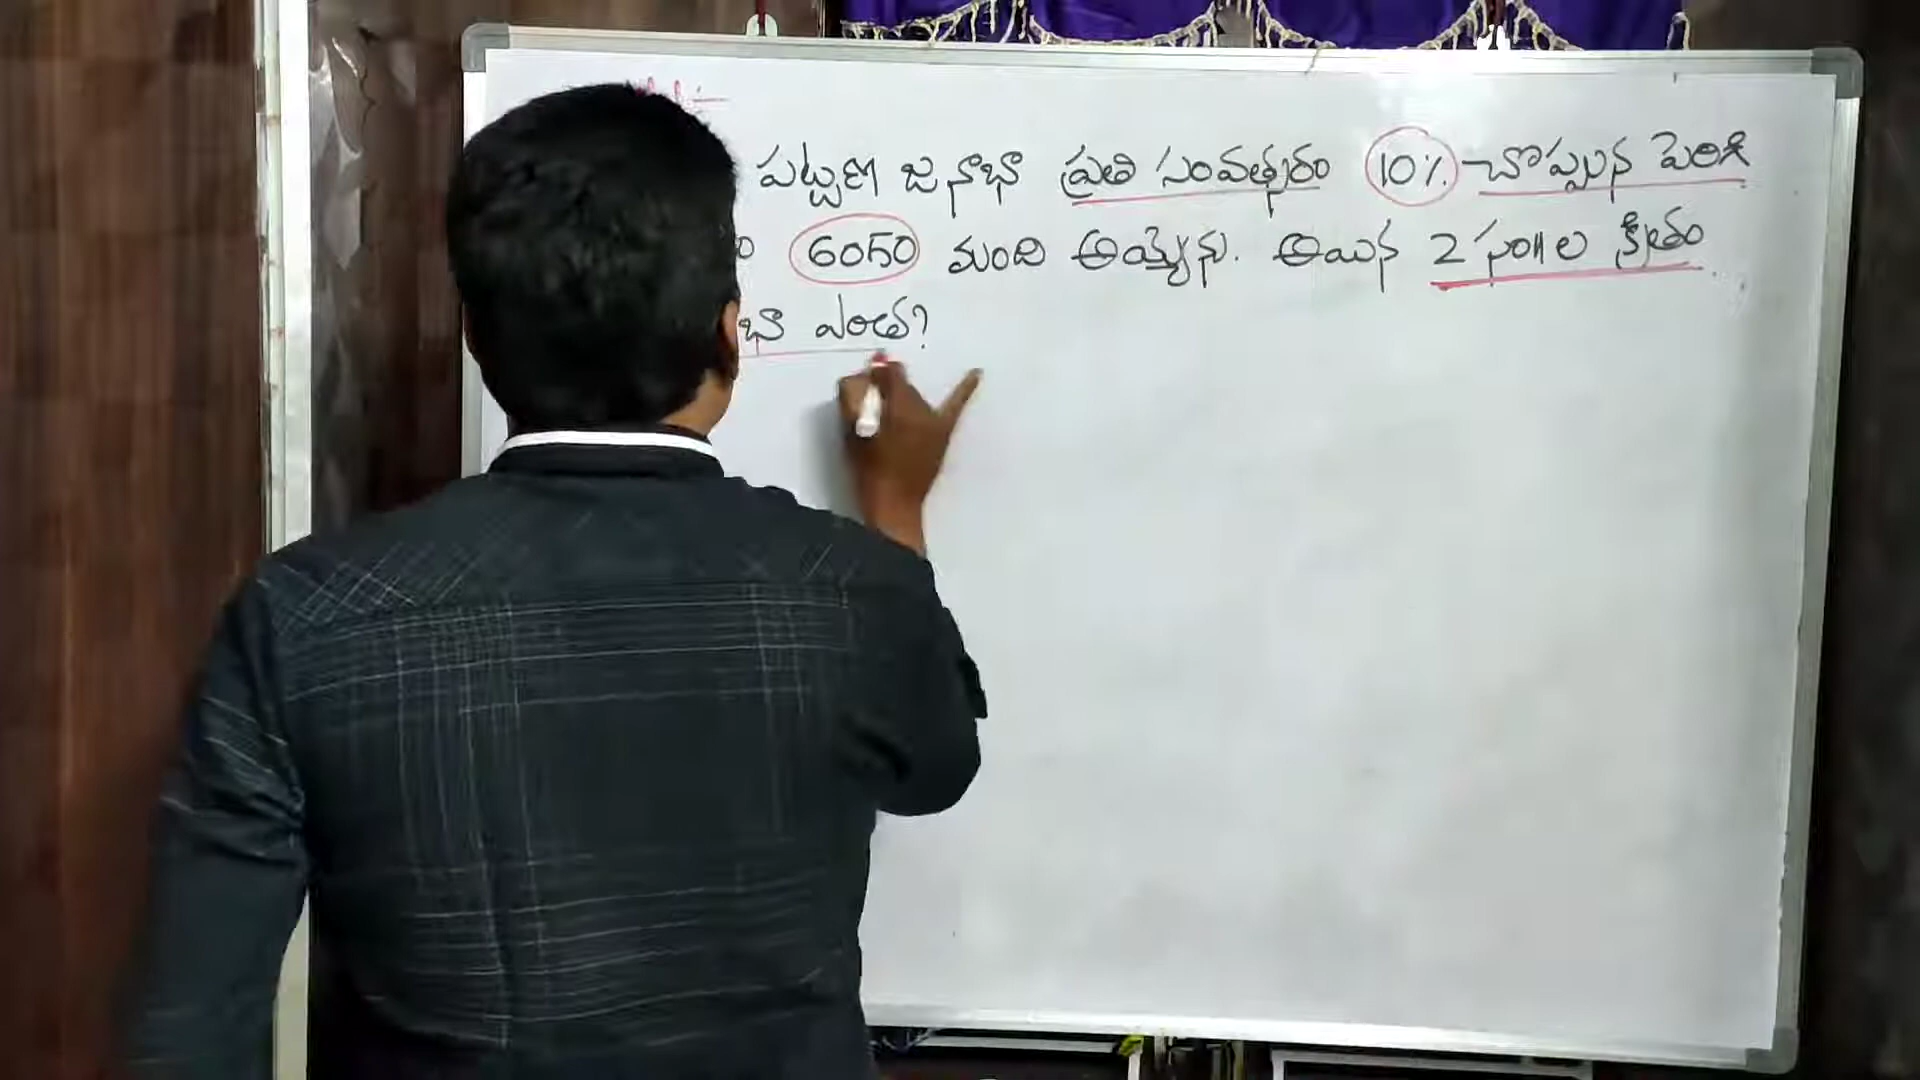 పట్టణ జనాభా ప్రతి సంవత్సరం 10% చొప్పున పెరిగి
6050 మంది అయ్యెను. అయిన 2 సం॥ల క్రితం
భా ఎంత?